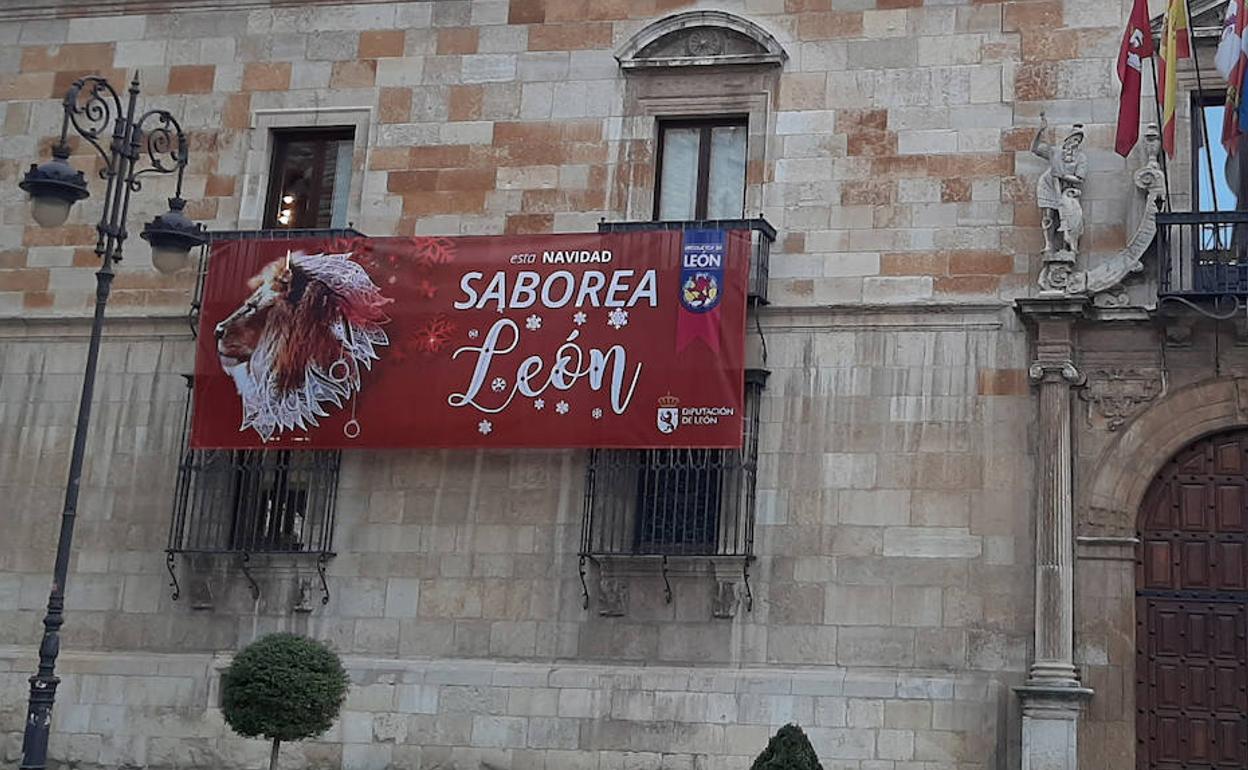 esta NAVIDAD
SABOREA
León
PRODUCTOS DE
LEÓN
DIPUTACIÓN
DE LEÓN